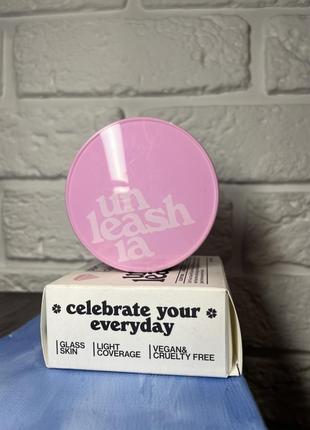 un
leash
ia
celebrate your
everyday
GLASS SKIN | LIGHT COVERAGE | VEGAN& CRUELTY FREE